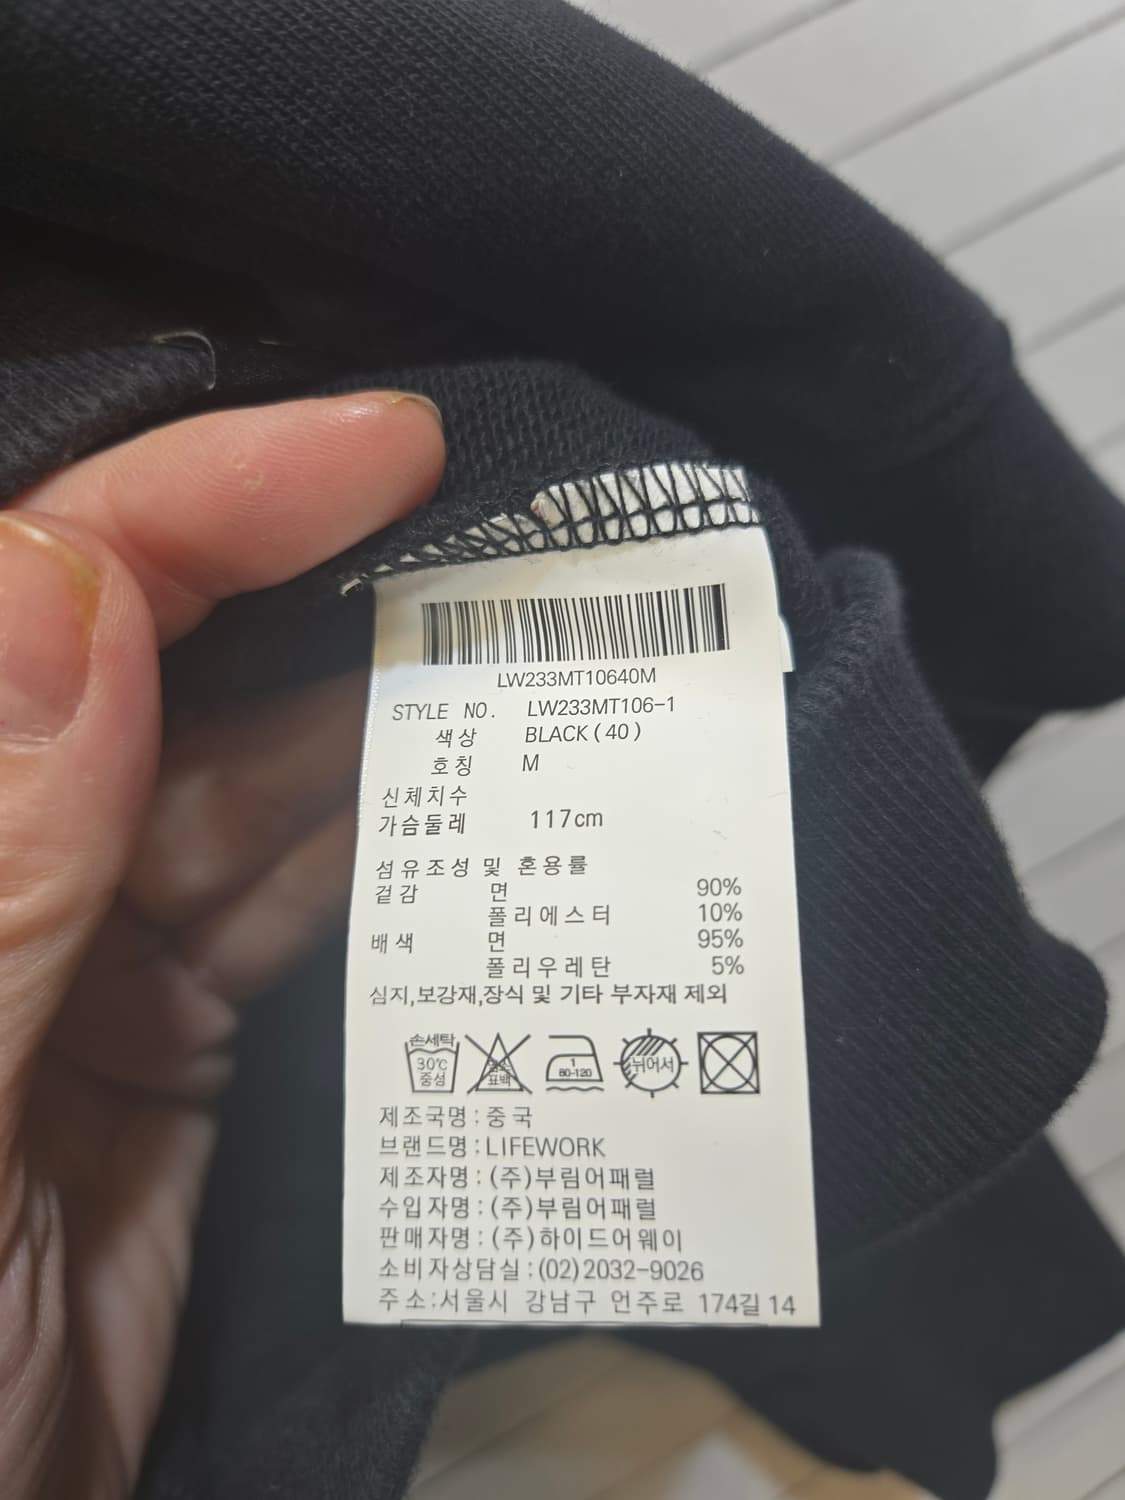 LW233MT10640M
STYLE NO. LW233MT106-1
색상 BLACK(40)
호칭 M
신체치수
가슴둘레 117cm
섬유조성 및 혼용률
겉감 면 90%
폴리에스터 10%
배색 면 95%
폴리우레탄 5%
심지,보강재,장식 및 기타 부자재 제외
손세탁
30℃
중성
표백
1
80-120
뉘어서
제조국명:중국
브랜드명:LIFEWORK
제조자명:(주)부림어패럴
수입자명:(주)부림어패럴
판매자명:(주)하이드어웨이
소비자상담실:(02)2032-9026
주소:서울시 강남구 언주로 174길 14